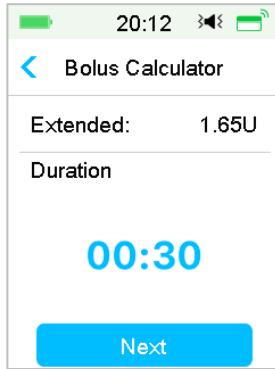 20:12
Bolus Calculator
Extended: 1.65U
Duration
00:30
Next